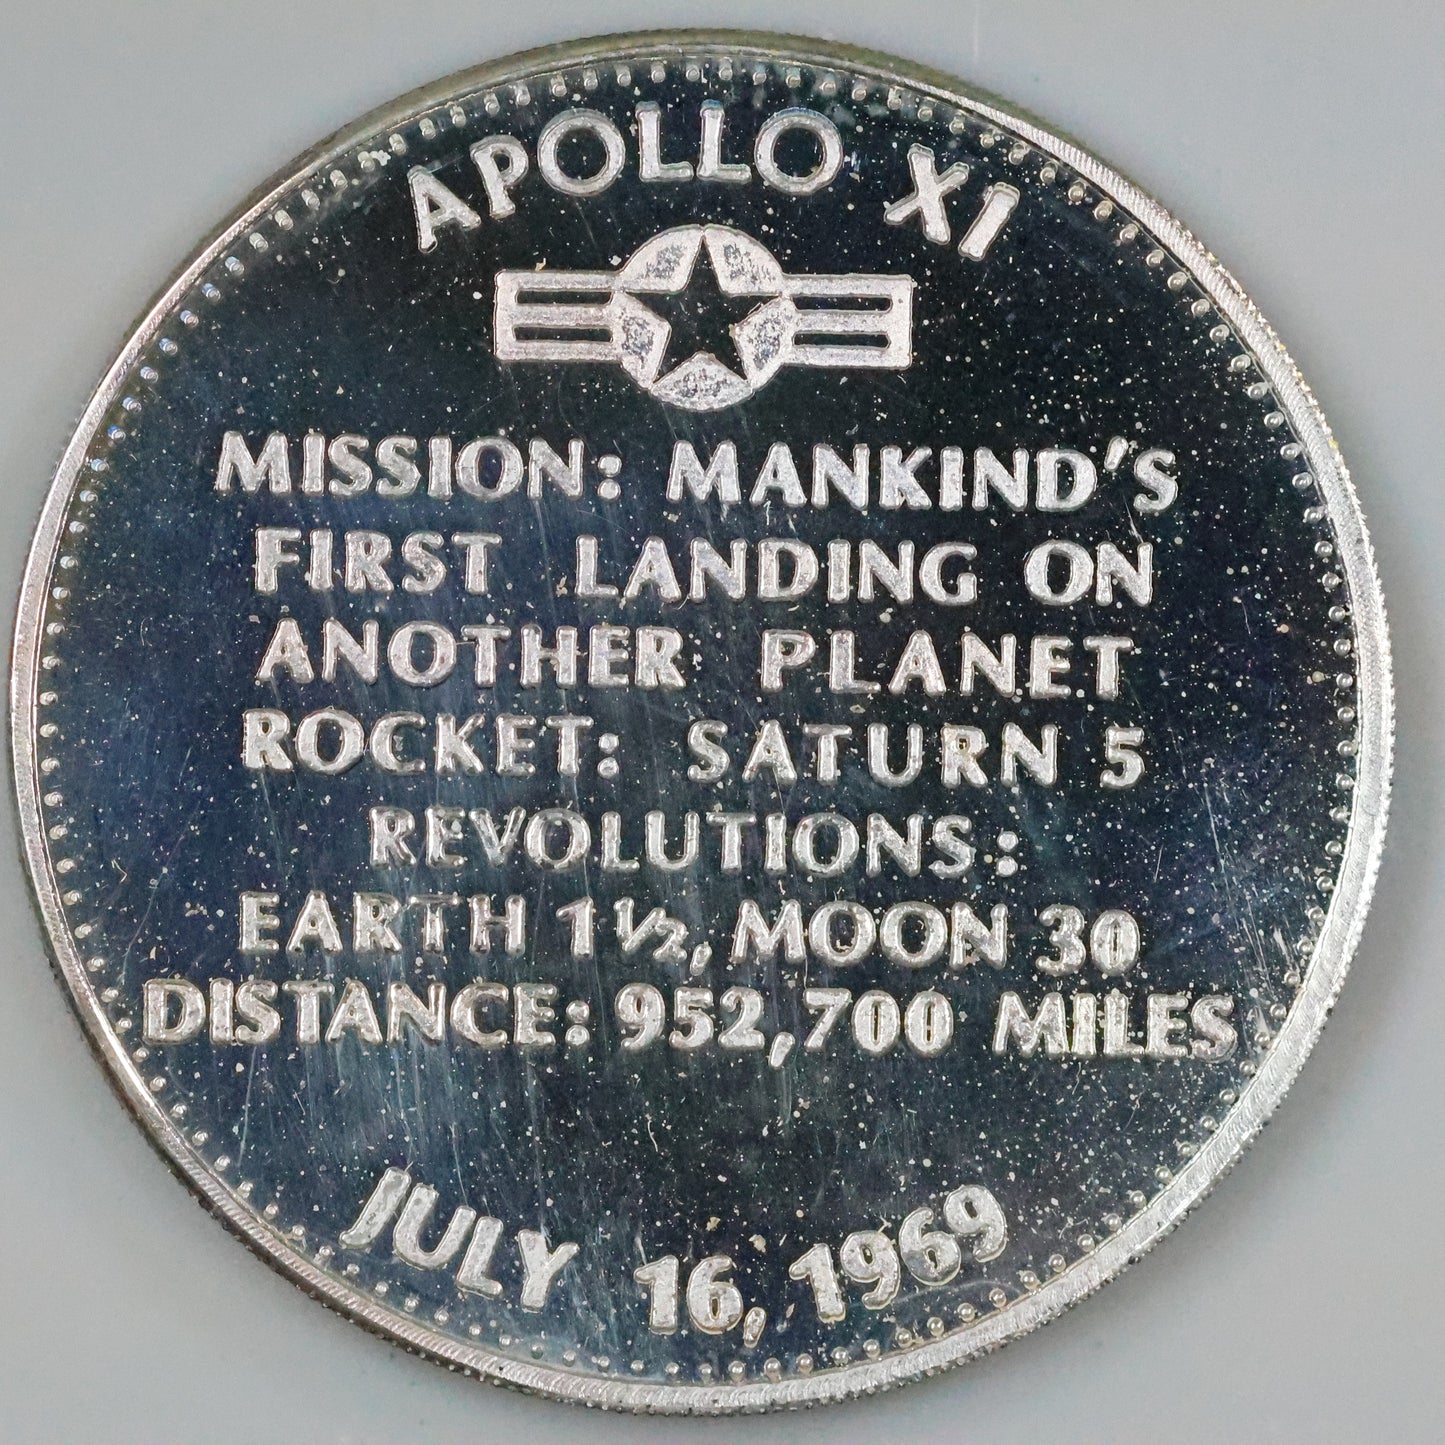 APOLLO XI
MISSION: MANKIND'S
FIRST LANDING ON
ANOTHER PLANET
ROCKET: SATURN 5
REVOLUTIONS:
EARTH 1½, MOON 30
DISTANCE: 952,700 MILES
JULY 16, 1969